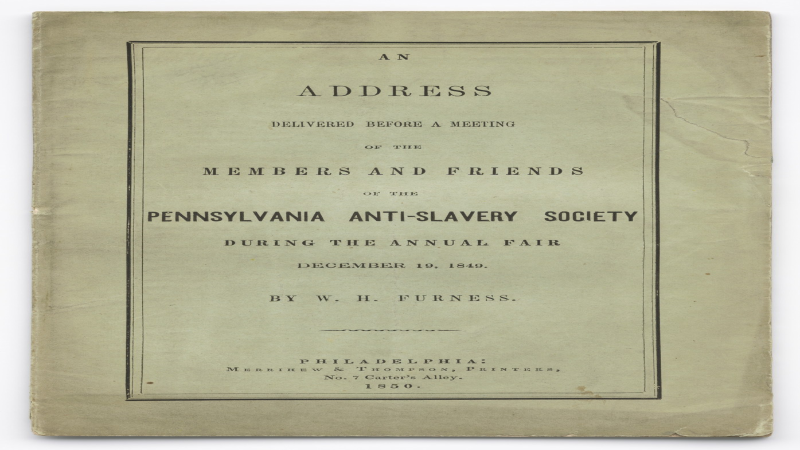 AN
ADDRESS
DELIVERED BEFORE A MEETING
OF THE
MEMBERS AND FRIENDS
OF THE
PENNSYLVANIA ANTI-SLAVERY SOCIETY
DURING THE ANNUAL FAIR
DECEMBER 19, 1849.
BY W. H. FURNESS.
PHILADELPHIA:
MERRIHEW & THOMPSON, PRINTERS,
No. 7 Carter's Alley.
1850.